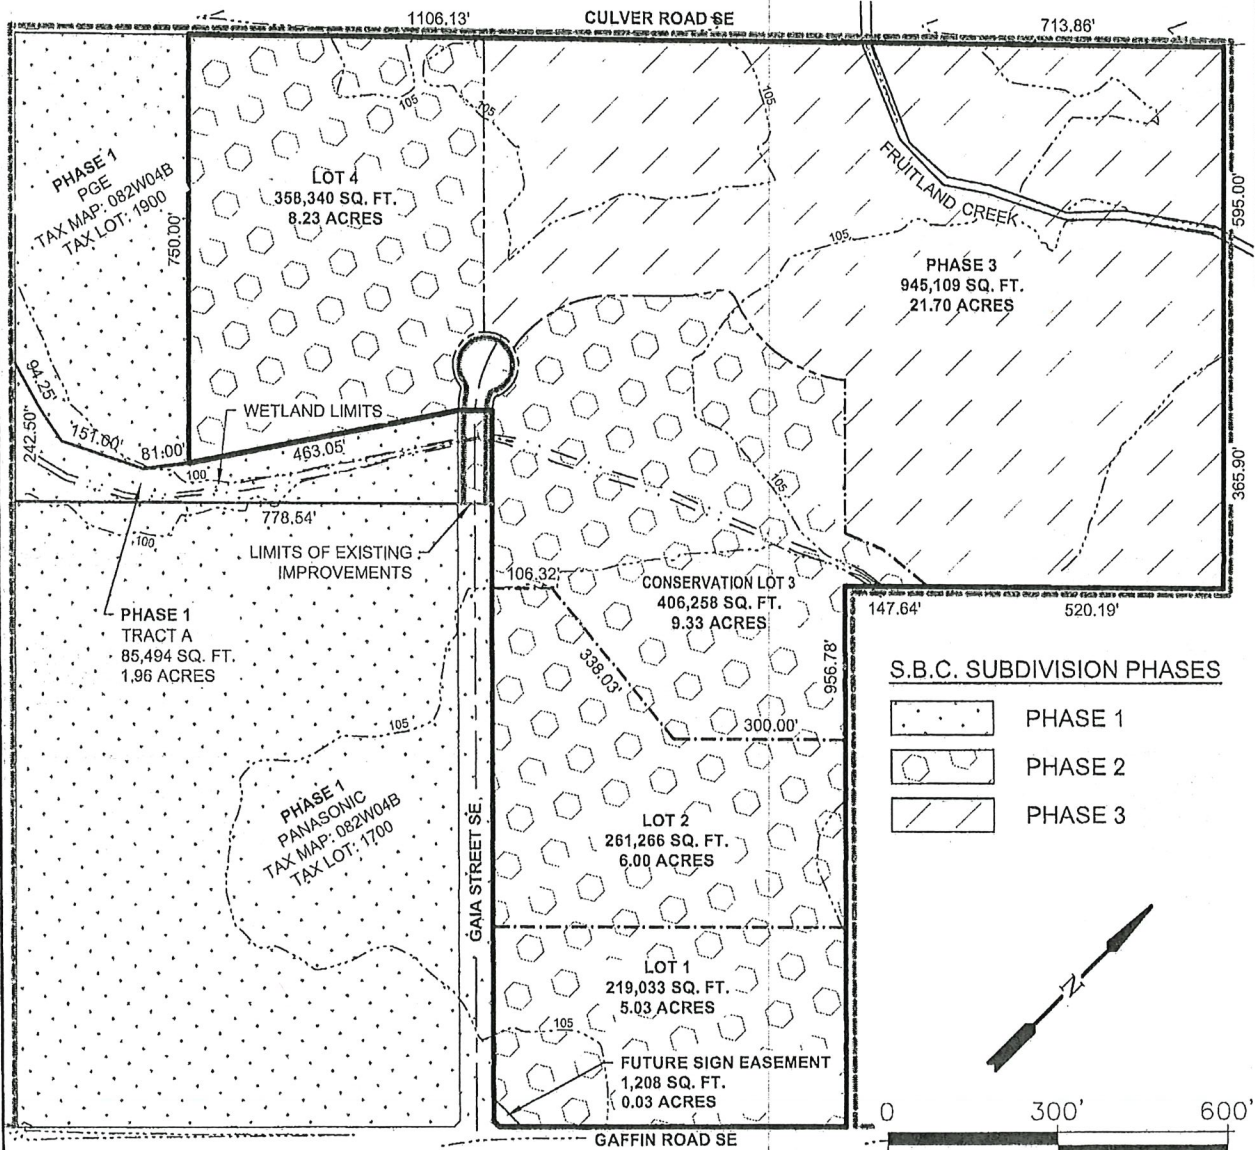 1106.13'
CULVER ROAD SE
713.86'
105
105
105
PHASE 1
PGE
TAX MAP: 082W04B
TAX LOT: 1900
750.00'
LOT 4
358,340 SQ. FT.
8.23 ACRES
FRUITLAND CREEK
595.00'
105
PHASE 3
945,109 SQ. FT.
21.70 ACRES
94.25'
242.50"
151.00'
81.00'
WETLAND LIMITS
463.05'
100
778.54'
100
LIMITS OF EXISTING
IMPROVEMENTS
105
365.90'
106.32'
CONSERVATION LOT 3
406,258 SQ. FT.
9.33 ACRES
147.64'
520.19'
PHASE 1
TRACT A
85,494 SQ. FT.
1.96 ACRES
338.03'
956.78'
300.00'
105
S.B.C. SUBDIVISION PHASES
PHASE 1
PHASE 2
PHASE 3
PHASE 1
PANASONIC
TAX MAP: 082W04B
TAX LOT: 1700
GAIA STREET SE
LOT 2
261,266 SQ. FT.
6.00 ACRES
LOT 1
219,033 SQ. FT.
5.03 ACRES
105
N
FUTURE SIGN EASEMENT
1,208 SQ. FT.
0.03 ACRES
GAFFIN ROAD SE
0 300' 600'